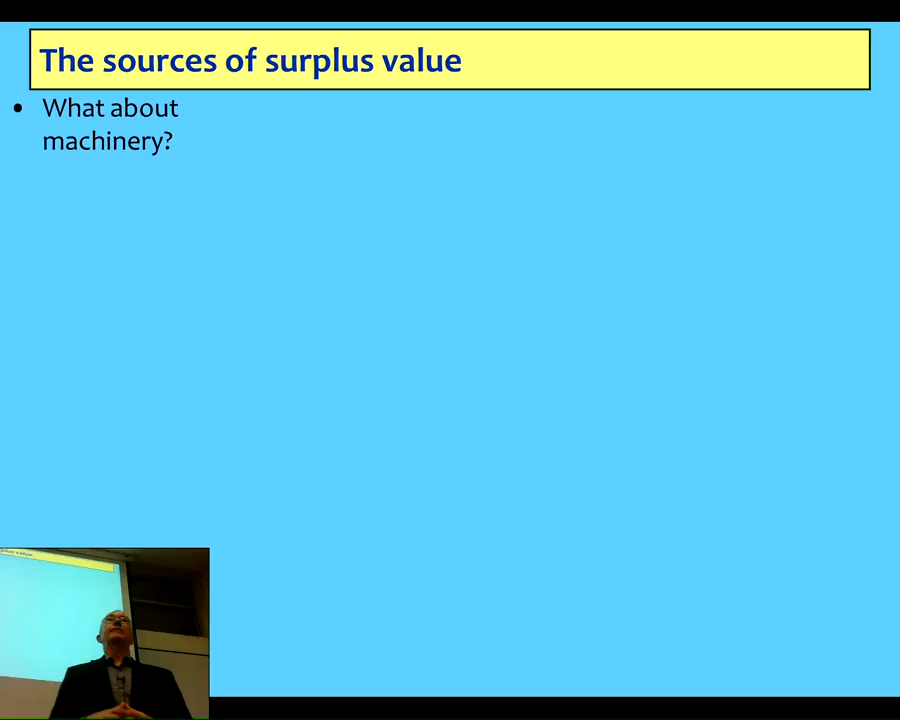 The sources of surplus value
• What about
machinery?